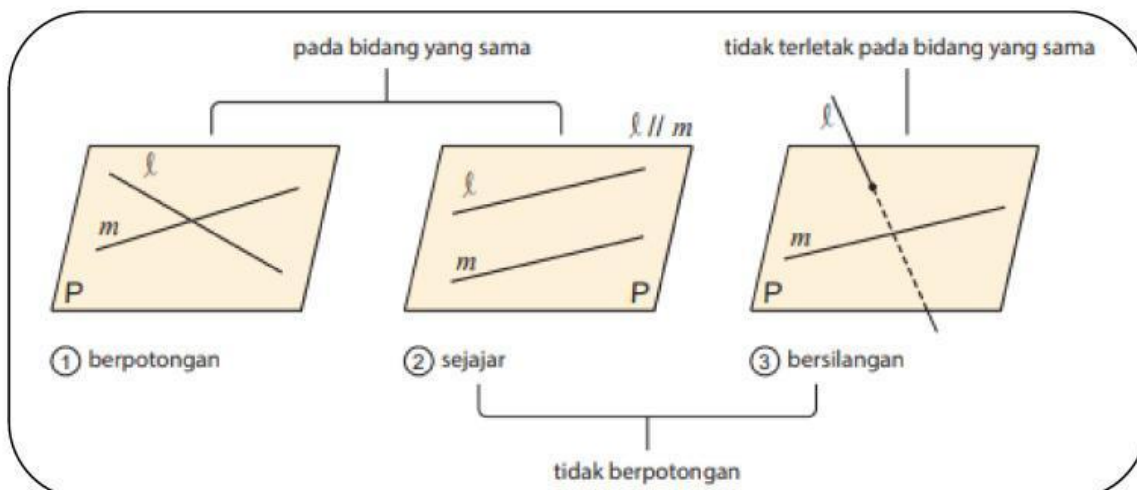 pada bidang yang sama
tidak terletak pada bidang yang sama
ℓ // m
ℓ
m
P
ℓ
m
P
ℓ
m
P
① berpotongan
② sejajar
③ bersilangan
tidak berpotongan